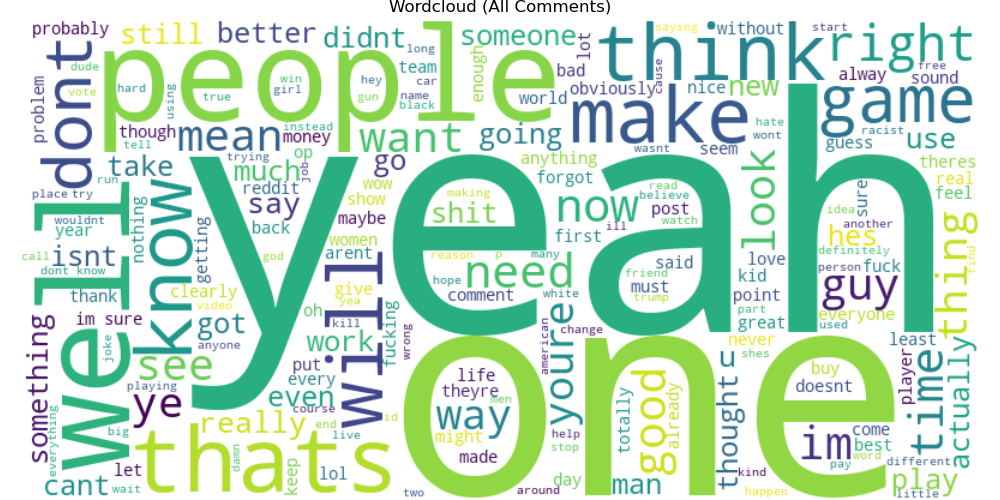 Wordcloud (All Comments)
probably
still
better
didnt
someone
think
saying
without
start
right
dont
people
long
team
car
name
black
enough
lot
bad
obviously
cause
nice
new
alway
free
sound
dude
vote
hard
using
true
win
girl
hey
gun
world
make
hate
wont
game
racist
problem
tell
though
mean
instead
money
want
going
wasnt
seem
guess
use
theres
take
trying
much
op
job
go
anything
forgot
look
real
feel
run
place
try
know
say
reddit
back
wow
show
maybe
making
shit
now
read
believe
post
watch
ill
first
love
kid
sure
idea
another
hes
definitely
yeah
wouldnt
year
nothing
getting
isnt
call
dont know
thank
god
women
arent
reason
p
many
need
hope
comment
said
friend
must
trump
white
point
part
great
person
fuck
guy
everyone
used
thing
find
well
clearly
video
got
anyone
im sure
joke
oh
give
yea
kill
will
fucking
wrong
work
american
youre
change
never
shes
least
something
see
playing
ye
put
every
even
course
life
theyre
way
men
one
buy
doesnt
player
time
actually
everything
big
really
end
live
id
might
made
help
stop
totally
good
already
thought
u
im
come
best
word
pay
different
cant
let
wait
thats
damn
keep
lol
two
around
day
man
kind
happen
play
little